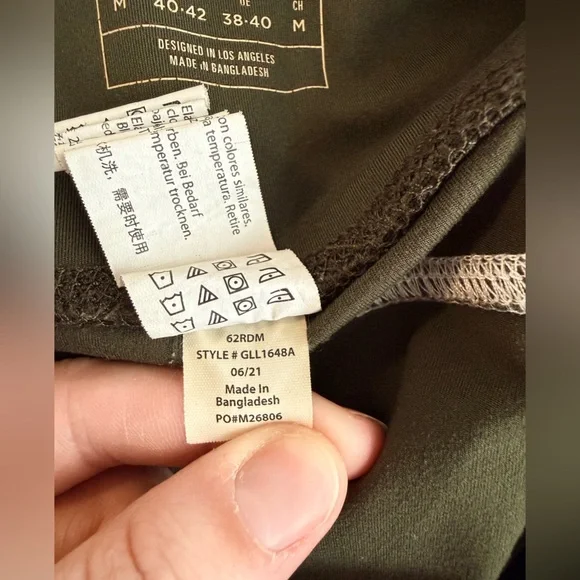 M 40·42 38·40 M
CH
DESIGNED IN LOS ANGELES
MADE IN BANGLADESH
on colores similares.
temperatura. Retire
rben. Bei Bedarf
mperatur trocknen.
机洗,
需要时使用
62RDM
STYLE # GLL1648A
06/21
Made In
Bangladesh
PO#M26806